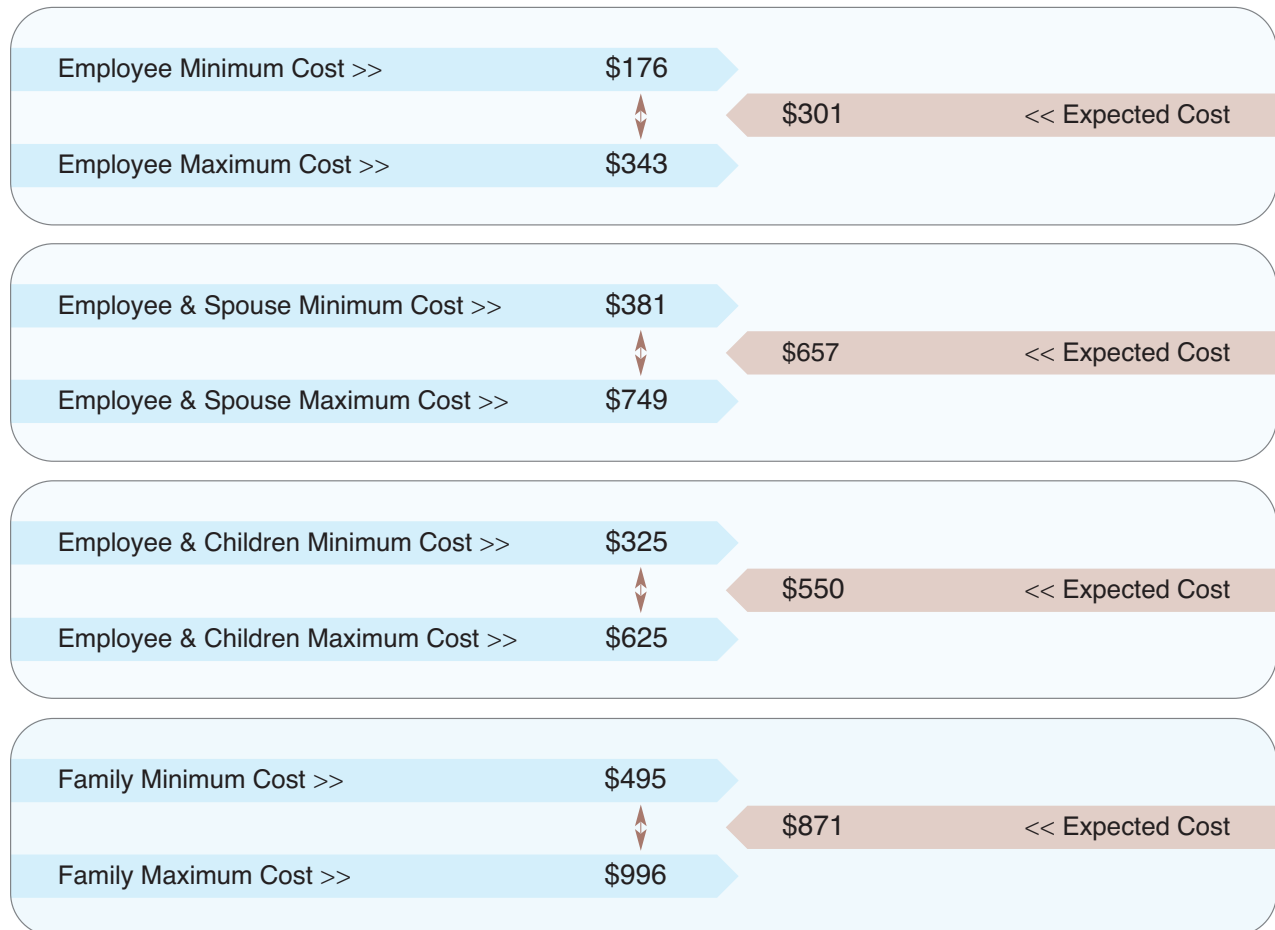 Employee Minimum Cost >> $176
$301 << Expected Cost
Employee Maximum Cost >> $343
Employee & Spouse Minimum Cost >> $381
$657 << Expected Cost
Employee & Spouse Maximum Cost >> $749
Employee & Children Minimum Cost >> $325
$550 << Expected Cost
Employee & Children Maximum Cost >> $625
Family Minimum Cost >> $495
$871 << Expected Cost
Family Maximum Cost >> $996